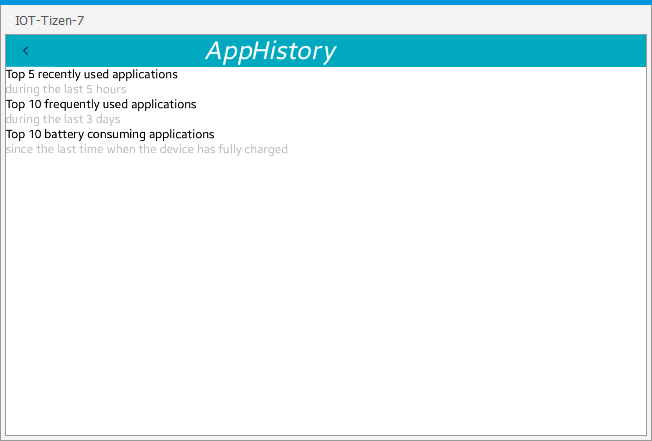 IOT-Tizen-7
AppHistory
Top 5 recently used applications
during the last 5 hours
Top 10 frequently used applications
during the last 3 days
Top 10 battery consuming applications
since the last time when the device has fully charged